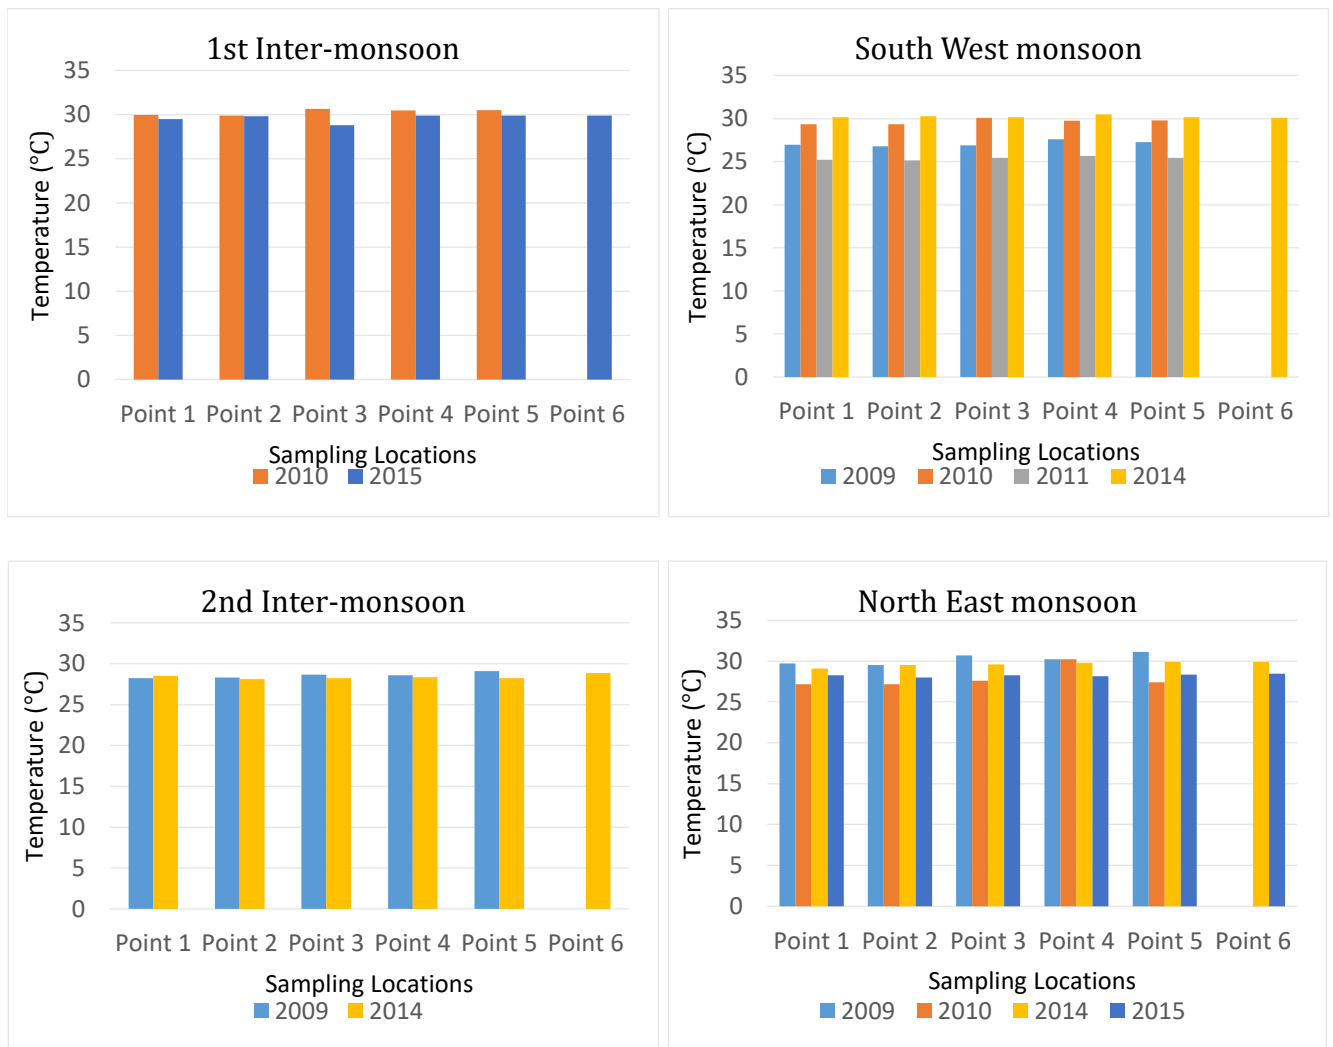 1st Inter-monsoon
35
30
25
20
15
10
5
0
Temperature (°C)
Point 1 Point 2 Point 3 Point 4 Point 5 Point 6
Sampling Locations
2010 2015
South West monsoon
35
30
25
20
15
10
5
0
Temperature (°C)
Point 1 Point 2 Point 3 Point 4 Point 5 Point 6
Sampling Locations
2009 2010 2011 2014
2nd Inter-monsoon
35
30
25
20
15
10
5
0
Temperature (°C)
Point 1 Point 2 Point 3 Point 4 Point 5 Point 6
Sampling Locations
2009 2014
North East monsoon
35
30
25
20
15
10
5
0
Temperature (°C)
Point 1 Point 2 Point 3 Point 4 Point 5 Point 6
Sampling Locations
2009 2010 2014 2015